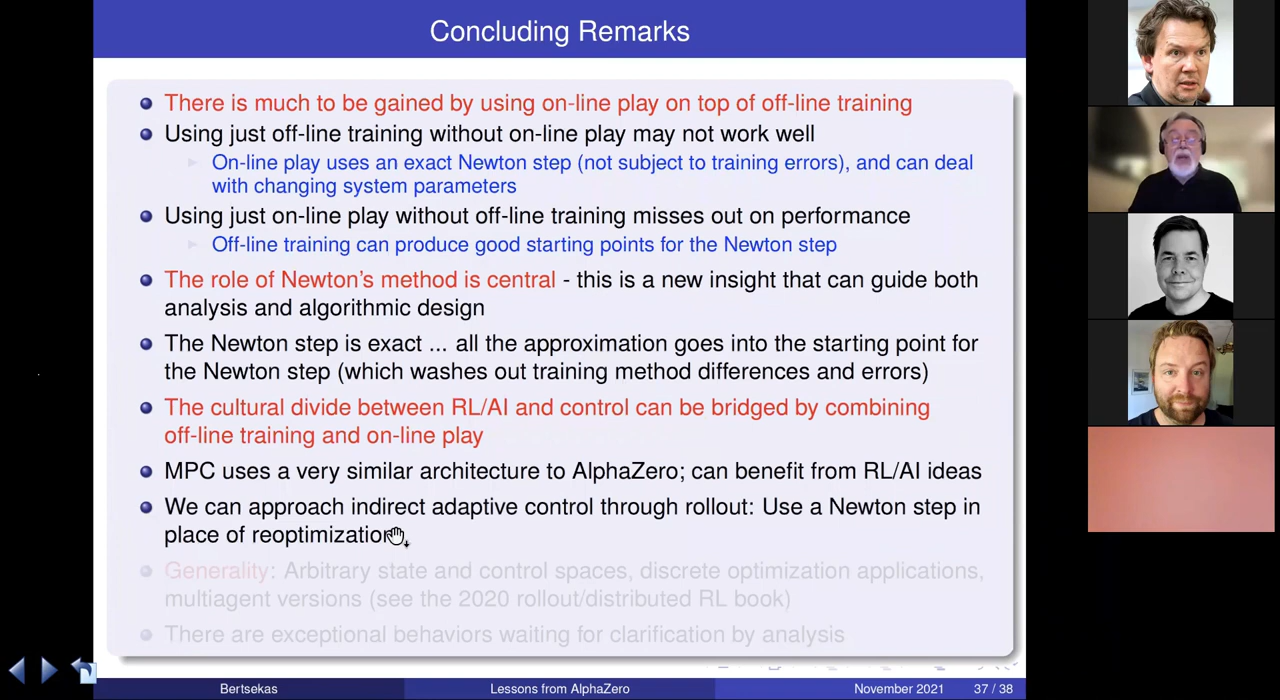 Concluding Remarks
There is much to be gained by using on-line play on top of off-line training
Using just off-line training without on-line play may not work well
On-line play uses an exact Newton step (not subject to training errors), and can deal
with changing system parameters
Using just on-line play without off-line training misses out on performance
Off-line training can produce good starting points for the Newton step
The role of Newton's method is central - this is a new insight that can guide both
analysis and algorithmic design
The Newton step is exact ... all the approximation goes into the starting point for
the Newton step (which washes out training method differences and errors)
The cultural divide between RL/AI and control can be bridged by combining
off-line training and on-line play
MPC uses a very similar architecture to AlphaZero; can benefit from RL/AI ideas
We can approach indirect adaptive control through rollout: Use a Newton step in
place of reoptimization
Generality: Arbitrary state and control spaces, discrete optimization applications,
multiagent versions (see the 2020 rollout/distributed RL book)
There are exceptional behaviors waiting for clarification by analysis
Bertsekas Lessons from AlphaZero November 2021 37 / 38